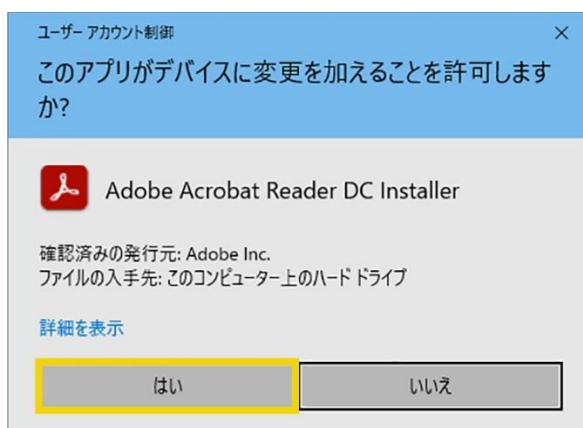 ユーザー アカウント制御
このアプリがデバイスに変更を加えることを許可します
か?
Adobe Acrobat Reader DC Installer
確認済みの発行元: Adobe Inc.
ファイルの入手先: このコンピューター上のハード ドライブ
詳細を表示
はい
いいえ